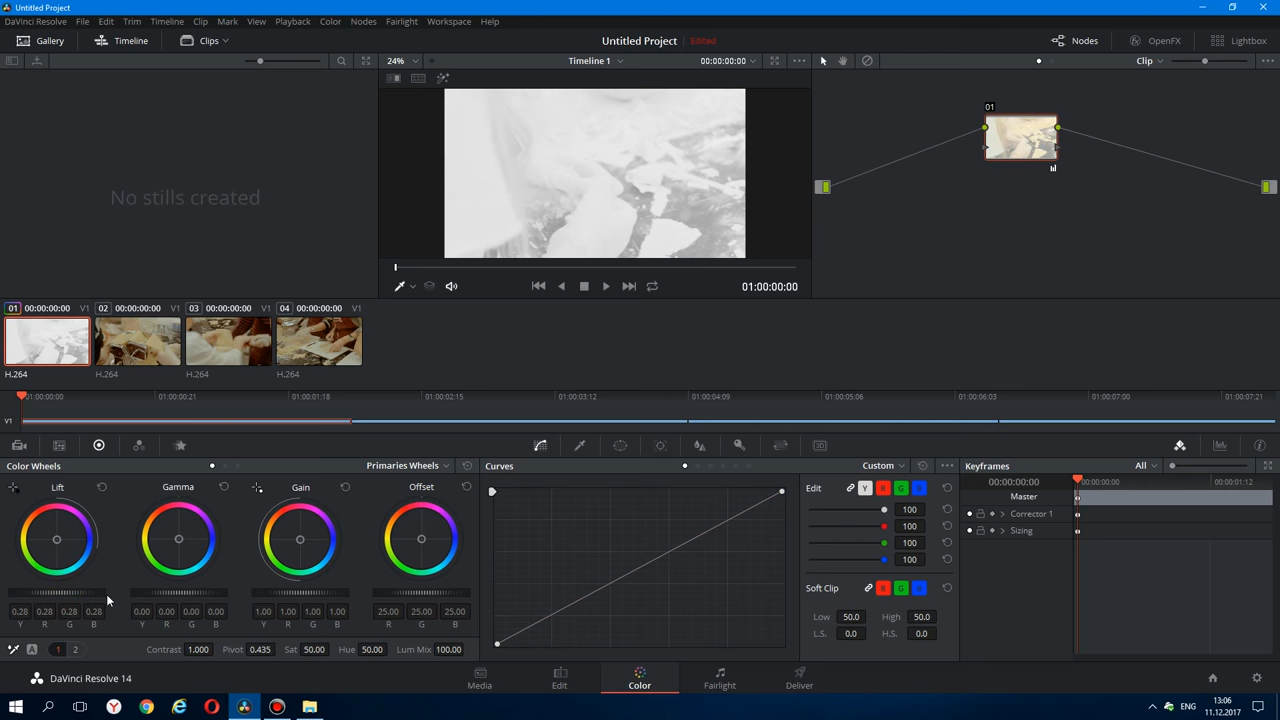 Untitled Project
DaVinci Resolve File Edit Trim Timeline Clip Mark View Playback Color Nodes Fairlight Workspace Help
Gallery Timeline Clips Untitled Project Edited Nodes OpenFX Lightbox
24% Timeline 1 00:00:00:00 Clip
01
No stills created
01:00:00:00
01 00:00:00:00 V1 02 00:00:00:00 V1 03 00:00:00:00 V1 04 00:00:00:00 V1
H.264 H.264 H.264 H.264
01:00:00:00 01:00:00:21 01:00:01:18 01:00:02:15 01:00:03:12 01:00:04:09 01:00:05:06 01:00:06:03 01:00:07:00 01:00:07:21
V1
Color Wheels Primaries Wheels Curves Custom Keyframes All
Lift Gamma Gain Offset Edit Y R G B 00:00:00:00 00:00:00:00 00:00:01:12
Master
100
Corrector 1
100
Sizing
100
100
Soft Clip R G B
0.28 0.28 0.28 0.28 0.00 0.00 0.00 0.00 1.00 1.00 1.00 1.00 25.00 25.00 25.00
Y R G B Y R G B Y R G B R G B
Low 50.0 High 50.0
L.S. 0.0 H.S. 0.0
A 1 2 Contrast 1.000 Pivot 0.435 Sat 50.00 Hue 50.00 Lum Mix 100.00
DaVinci Resolve 14 Media Edit Color Fairlight Deliver
ENG 13:06
11.12.2017